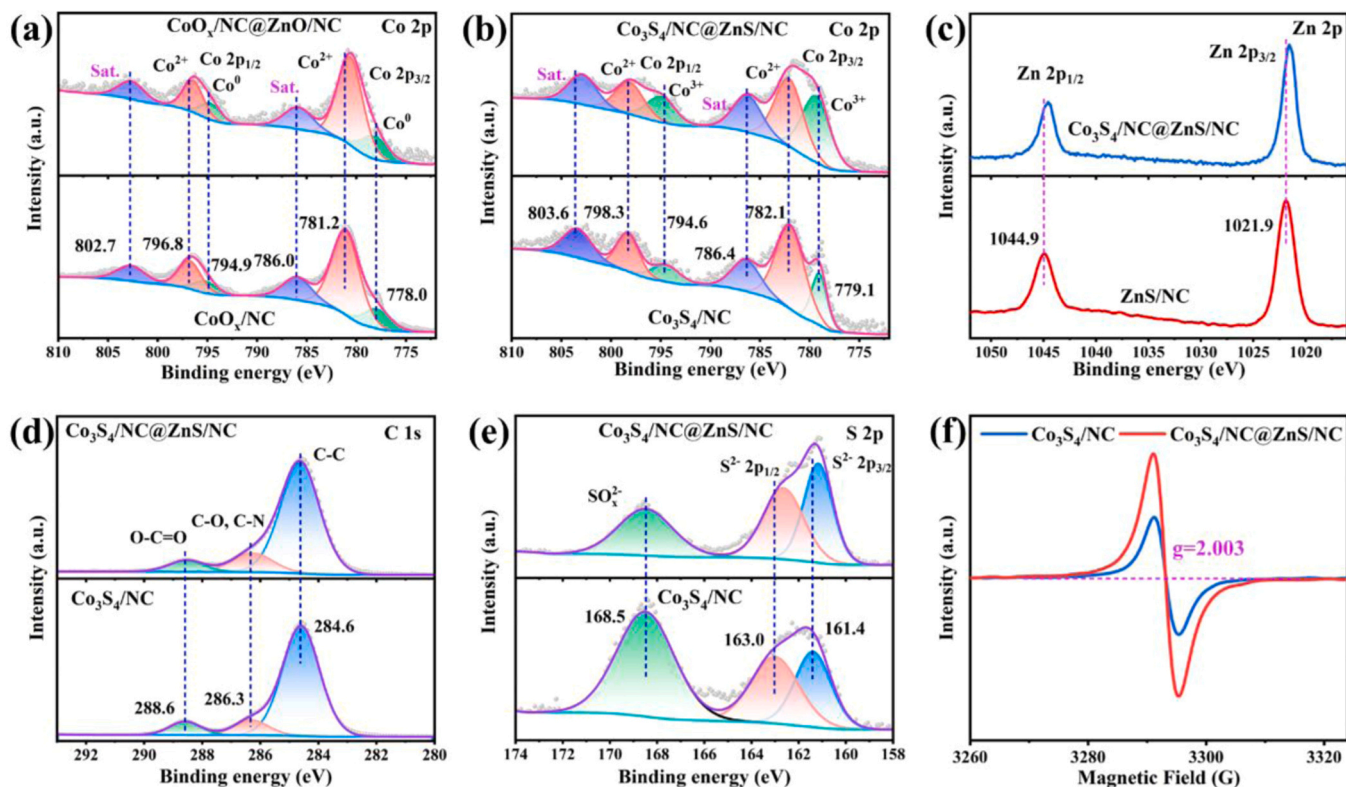 (a)
CoOₓ/NC@ZnO/NC
Co 2p
Sat.
Co²⁺
Co 2p₁/₂
Co⁰
Sat.
Co²⁺
Co 2p₃/₂
Co⁰
802.7
796.8
794.9
786.0
781.2
778.0
CoOₓ/NC
Intensity (a.u.)
810 800 795 787 780 775
Binding energy (eV)
(b)
Co₃S₄/NC@ZnS/NC
Co 2p
Sat.
Co²⁺
Co 2p₁/₂
Co³⁺
Sat.
Co²⁺
Co 2p₃/₂
Co³⁺
803.6
798.3
794.6
786.4
782.1
779.1
Co₃S₄/NC
Intensity (a.u.)
810 800 795 787 780 775
Binding energy (eV)
(c)
Zn 2p
Zn 2p₃/₂
Zn 2p₁/₂
Co₃S₄/NC@ZnS/NC
1044.9
1021.9
ZnS/NC
Intensity (a.u.)
1050 1045 1040 1035 1030 1025 1020
Binding energy (eV)
(d)
Co₃S₄/NC@ZnS/NC
C 1s
C-C
C-O, C-N
O-C=O
Co₃S₄/NC
284.6
286.3
288.6
Intensity (a.u.)
292 290 288 286 284 282 280
Binding energy (eV)
(e)
Co₃S₄/NC@ZnS/NC
S 2p
S²⁻ 2p₁/₂
S²⁻ 2p₃/₂
SOₓ²⁻
Co₃S₄/NC
168.5
163.0
161.4
Intensity (a.u.)
174 172 170 168 166 164 162 160 158
Binding energy (eV)
(f)
Co₃S₄/NC
Co₃S₄/NC@ZnS/NC
g=2.003
Intensity (a.u.)
3260 3280 3300 3320
Magnetic Field (G)